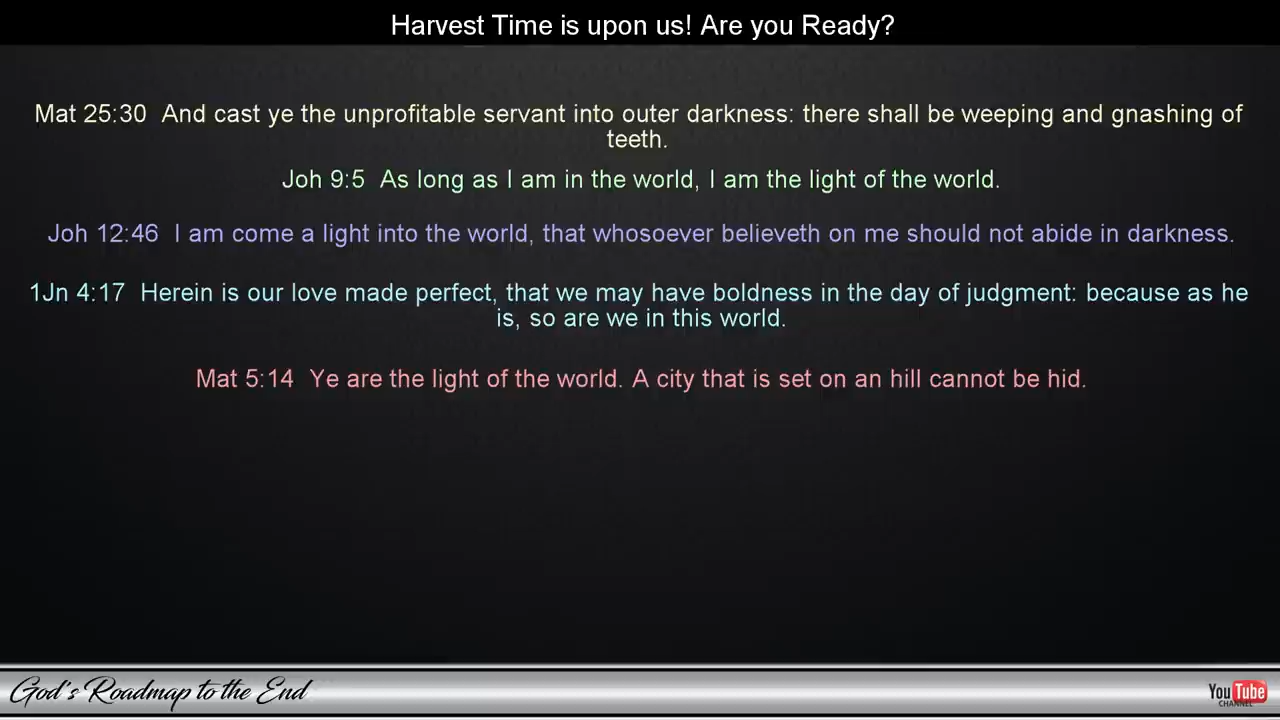 Harvest Time is upon us! Are you Ready?
Mat 25:30  And cast ye the unprofitable servant into outer darkness: there shall be weeping and gnashing of
teeth.
Joh 9:5  As long as I am in the world, I am the light of the world.
Joh 12:46  I am come a light into the world, that whosoever believeth on me should not abide in darkness.
1Jn 4:17  Herein is our love made perfect, that we may have boldness in the day of judgment: because as he
is, so are we in this world.
Mat 5:14  Ye are the light of the world. A city that is set on an hill cannot be hid.
God's Roadmap to the End
YouTube
CHANNEL